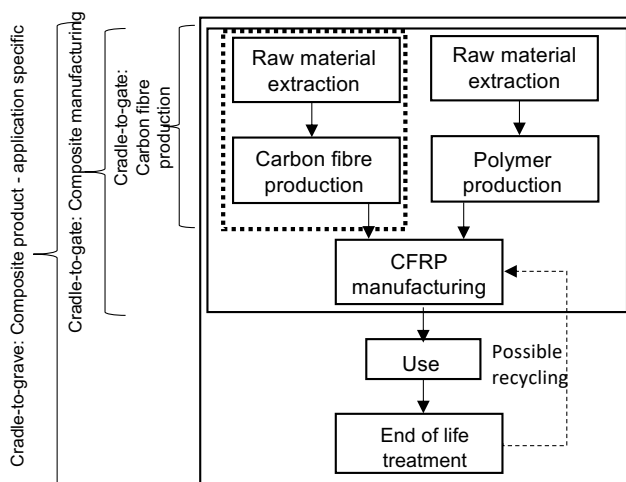 Cradle-to-grave: Composite product - application specific
Cradle-to-gate: Composite manufacturing
Cradle-to-gate:
Carbon fibre
production
Raw material
extraction
Raw material
extraction
Carbon fibre
production
Polymer
production
CFRP
manufacturing
Use
Possible
recycling
End of life
treatment